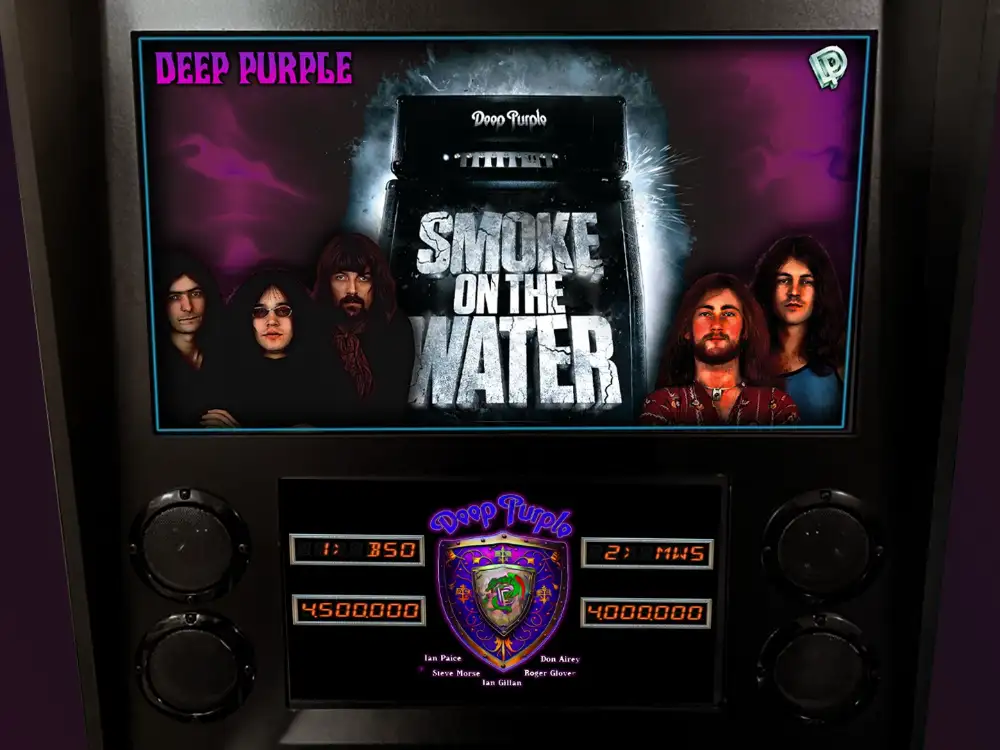 DEEP PURPLE
DP
Deep Purple
SMOKE
ON THE
WATER
Deep Purple
1: BSO
2: MWS
4,500,000
4,000,000
Ian Paice
Don Airey
Steve Morse
Roger Glover
Ian Gillan